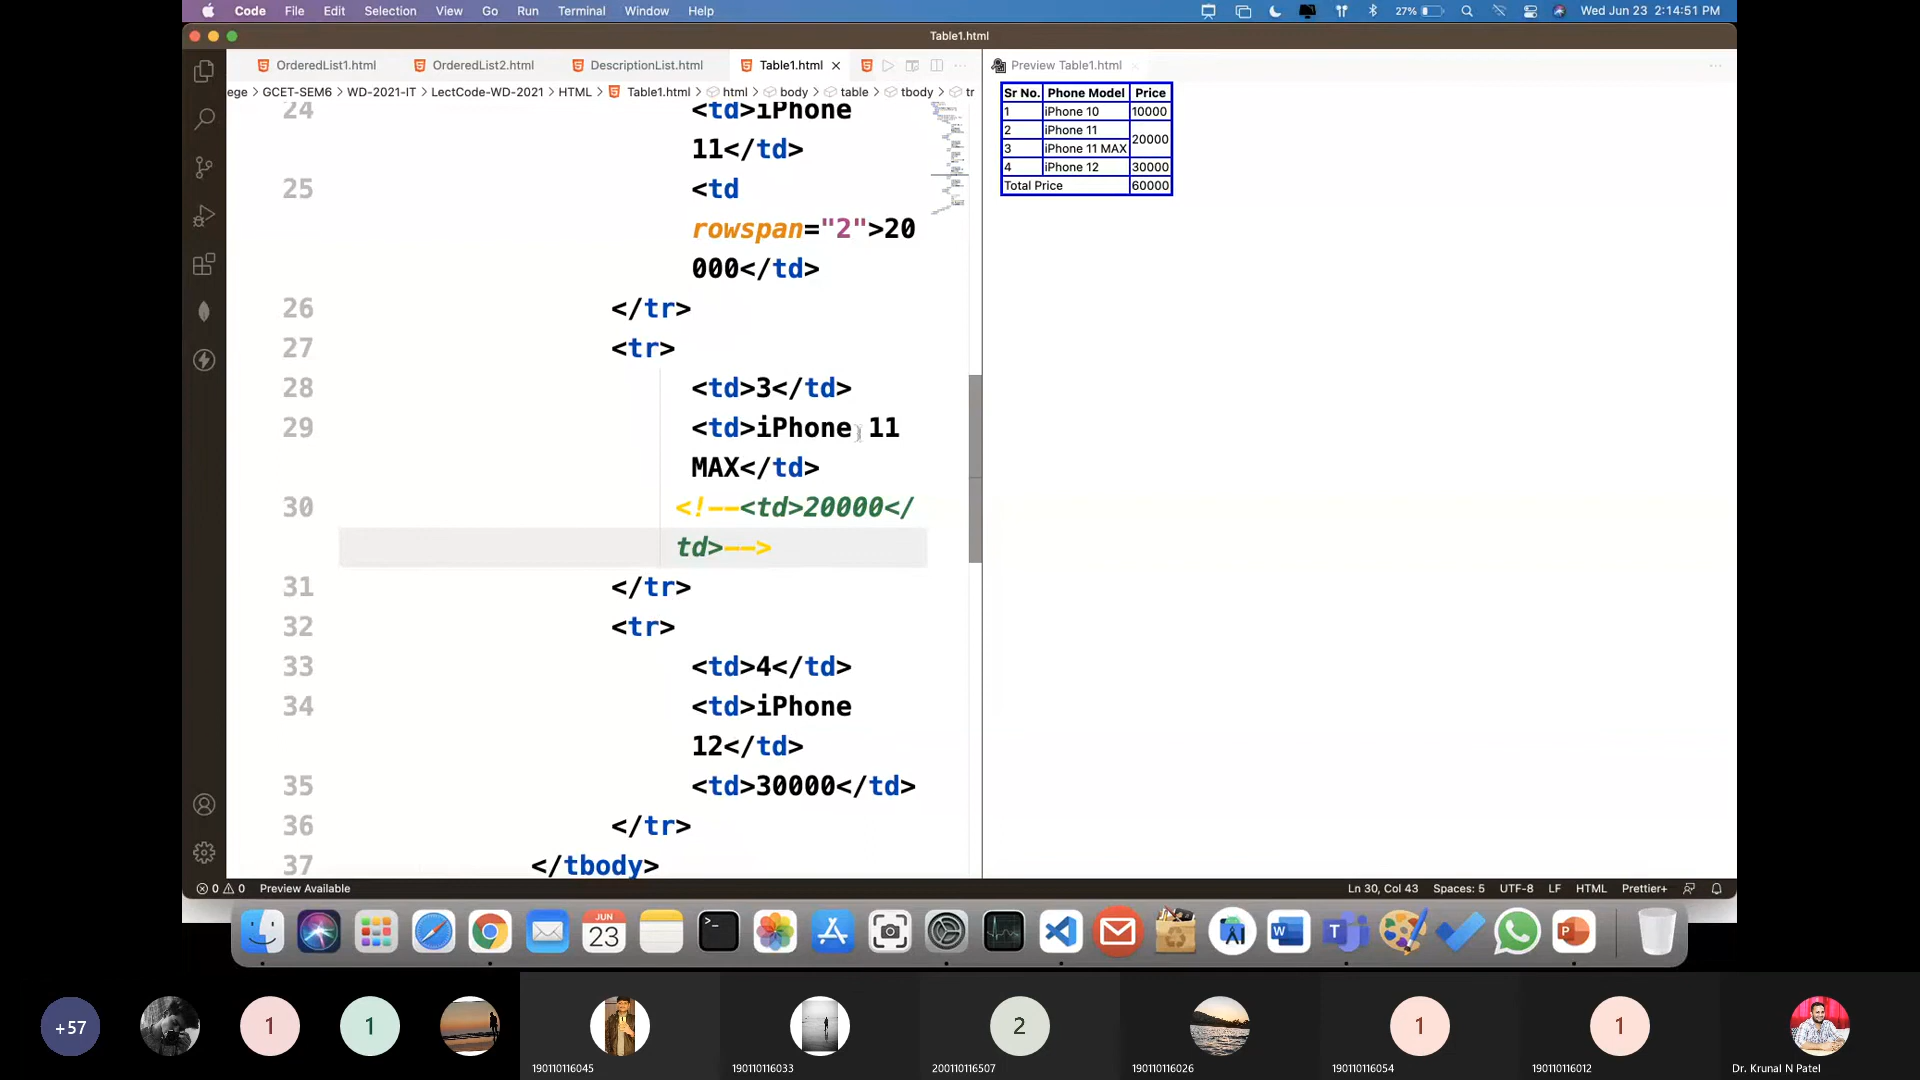 Code File Edit Selection View Go Run Terminal Window Help 27% Wed Jun 23 2:14:51 PM
Table1.html
OrderedList1.html OrderedList2.html DescriptionList.html Table1.html Preview Table1.html
ege > GCET-SEM6 > WD-2021-IT > LectCode-WD-2021 > HTML > Table1.html > html > body > table > tbody > tr
24 <td>iPhone
11</td>
25 <td
rowspan="2">20
000</td>
26 </tr>
27 <tr>
28 <td>3</td>
29 <td>iPhone 11
MAX</td>
30 <!--<td>20000</
td>-->
31 </tr>
32 <tr>
33 <td>4</td>
34 <td>iPhone
12</td>
35 <td>30000</td>
36 </tr>
37 </tbody>
Sr No. Phone Model Price
1 iPhone 10 10000
2 iPhone 11
20000
3 iPhone 11 MAX
4 iPhone 12 30000
Total Price 60000
0 0 Preview Available Ln 30, Col 43 Spaces: 5 UTF-8 LF HTML Prettier+
JUN
23
+57 1 1 2 1 1
190110116045 190110116033 200110116507 190110116026 190110116054 190110116012 Dr. Krunal N Patel